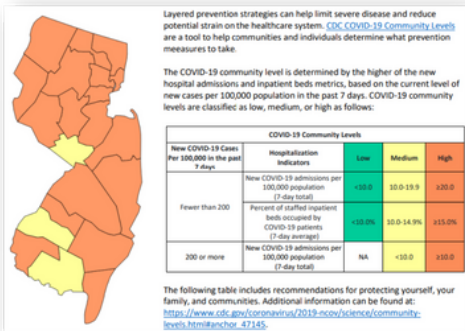 Layered prevention strategies can help limit severe disease and reduce
potential strain on the healthcare system. CDC COVID-19 Community Levels
are a tool to help communities and individuals determine what prevention
meeasures to take.
The COVID-19 community level is determined by the higher of the new
hospital admissions and inpatient beds metrics, based on the current level of
new cases per 100,000 population in the past 7 days. COVID-19 community
levels are classified as low, medium, or high as follows:
COVID-19 Community Levels
New COVID-19 Cases
Per 100,000 in the past
7 days
Hospitalization
Indicators
Low
Medium
High
Fewer than 200
New COVID-19 admissions per
100,000 population
(7-day total)
<10.0
10.0-19.9
≥20.0
Percent of staffed inpatient
beds occupied by
COVID-19 patients
(7-day average)
<10.0%
10.0-14.9%
≥15.0%
200 or more
New COVID-19 admissions per
100,000 population
(7-day total)
NA
<10.0
≥10.0
The following table includes recommendations for protecting yourself, your
family, and communities. Additional information can be found at:
https://www.cdc.gov/coronavirus/2019-ncov/science/community-
levels.html#anchor_47145.